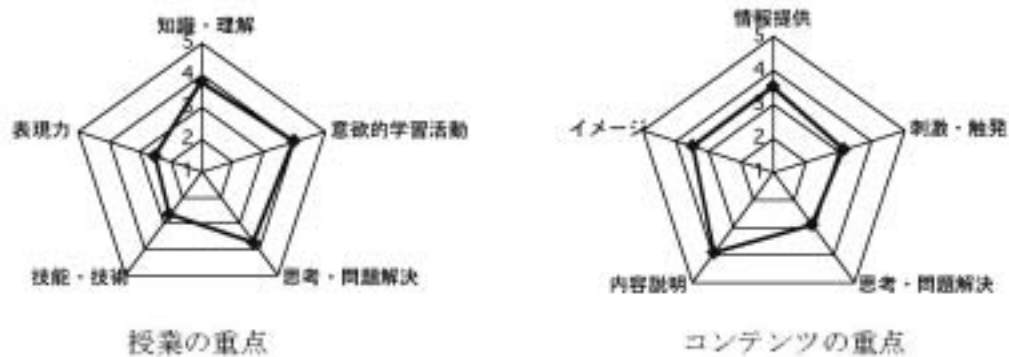 知識・理解
5
4
3
2
1
表現力
意欲的学習活動
技能・技術
思考・問題解決
授業の重点
情報提供
5
4
3
2
1
イメージ
刺激・触発
内容説明
思考・問題解決
コンテンツの重点